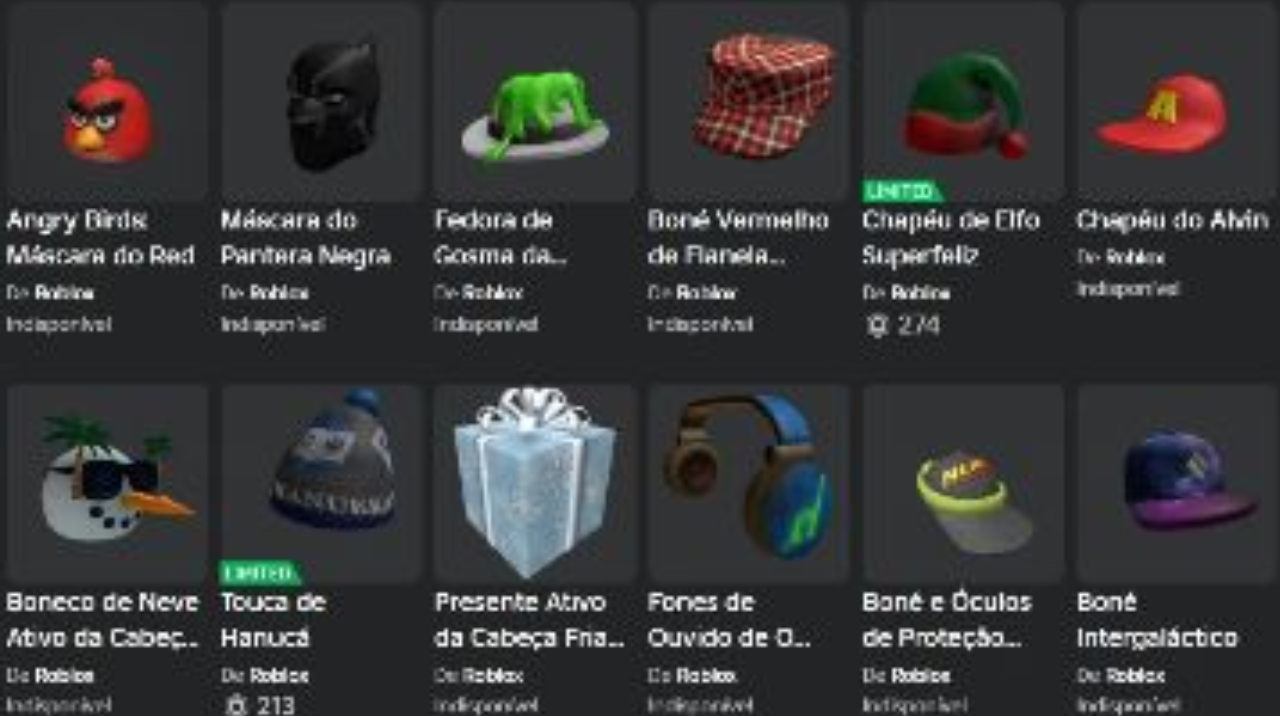 Angry Birds:
Máscara do Red
De Roblox
Indisponível
Máscara do
Pantera Negra
De Roblox
Indisponível
Fedora de
Gosma da...
De Roblox
Indisponível
Boné Vermelho
de Flanela...
De Roblox
Indisponível
LIMITED
Chapéu de Elfo
Superfeliz
De Roblox
274
A
Chapéu do Alvin
De Roblox
Indisponível
Boneco de Neve
Ativo da Cabeç...
De Roblox
Indisponível
LIMITED
Touca de
Hanucá
De Roblox
213
Presente Ativo
da Cabeça Fria...
De Roblox
Indisponível
Fones de
Ouvido de O...
De Roblox
Indisponível
Boné e Óculos
de Proteção...
De Roblox
Indisponível
Boné
Intergaláctico
De Roblox
Indisponível